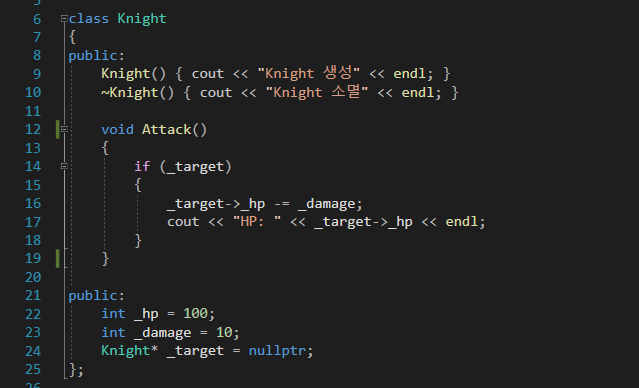 6 class Knight
7 {
8 public:
9 Knight() { cout << "Knight 생성" << endl; }
10 ~Knight() { cout << "Knight 소멸" << endl; }
11
12 void Attack()
13 {
14 if (_target)
15 {
16 _target->_hp -= _damage;
17 cout << "HP: " << _target->_hp << endl;
18 }
19 }
20
21 public:
22 int _hp = 100;
23 int _damage = 10;
24 Knight* _target = nullptr;
25 };